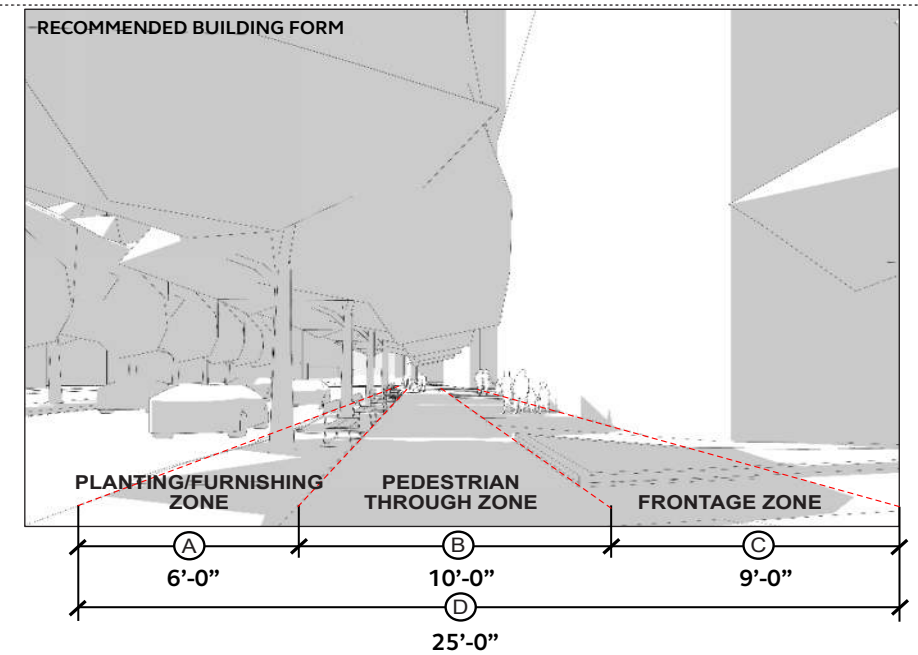 RECOMMENDED BUILDING FORM
PLANTING/FURNISHING
ZONE
PEDESTRIAN
THROUGH ZONE
FRONTAGE ZONE
A
B
C
6’-0”
10’-0”
9’-0”
D
25’-0”